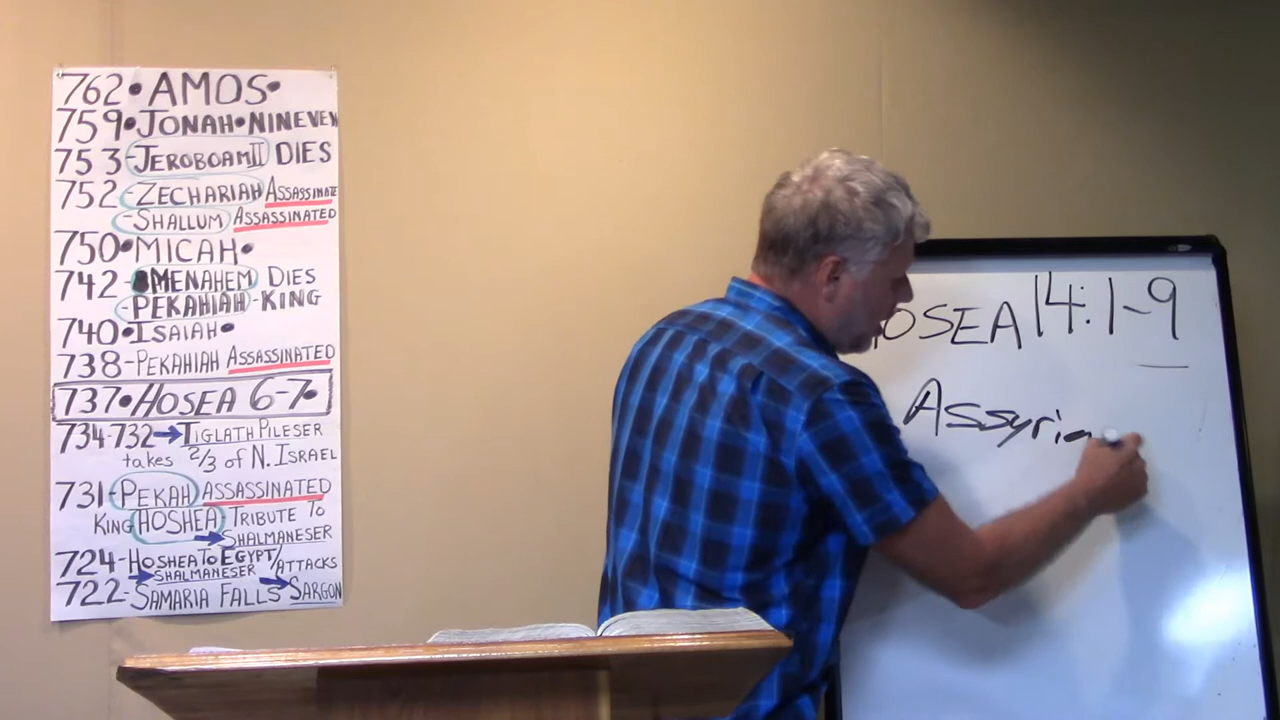 762•AMOS•
759•JONAH•NINEVEH
753-JEROBOAM II DIES
752-ZECHARIAH ASSASSINATE
-SHALLUM ASSASSINATED
750•MICAH•
742-MENAHEM DIES
-PEKAHIAH-KING
740•ISAIAH•
738-PEKAHIAH ASSASSINATED
737•HOSEA 6-7•
734-732→TIGLATH PILESER
takes 2/3 of N. ISRAEL
731-PEKAH ASSASSINATED
KING HOSHEA TRIBUTE TO
→SHALMANESER
724-HOSHEA TO EGYPT/ATTACKS
→SHALMANESER
722-SAMARIA FALLS→SARGON
OSEA 14:1-9
Assyria